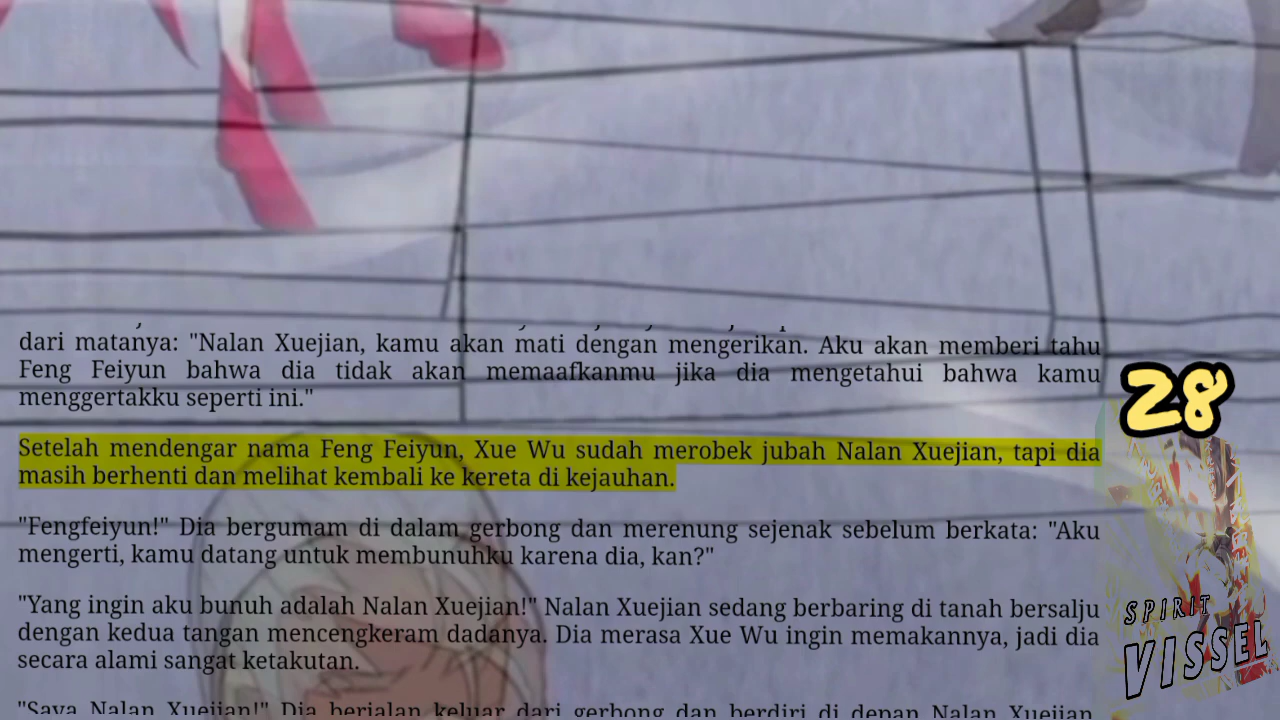 dari matanya: "Nalan Xuejian, kamu akan mati dengan mengerikan. Aku akan memberi tahu
Feng Feiyun bahwa dia tidak akan memaafkanmu jika dia mengetahui bahwa kamu
menggertakku seperti ini."
Setelah mendengar nama Feng Feiyun, Xue Wu sudah merobek jubah Nalan Xuejian, tapi dia
masih berhenti dan melihat kembali ke kereta di kejauhan.
"Fengfeiyun!" Dia bergumam di dalam gerbong dan merenung sejenak sebelum berkata: "Aku
mengerti, kamu datang untuk membunuhku karena dia, kan?"
"Yang ingin aku bunuh adalah Nalan Xuejian!" Nalan Xuejian sedang berbaring di tanah bersalju
dengan kedua tangan mencengkeram dadanya. Dia merasa Xue Wu ingin memakannya, jadi dia
secara alami sangat ketakutan.
"Saya Nalan Xuejian!" Dia berjalan keluar dari gerbong dan berdiri di depan Nalan Xuejian
28
SPIRIT
VISSEL